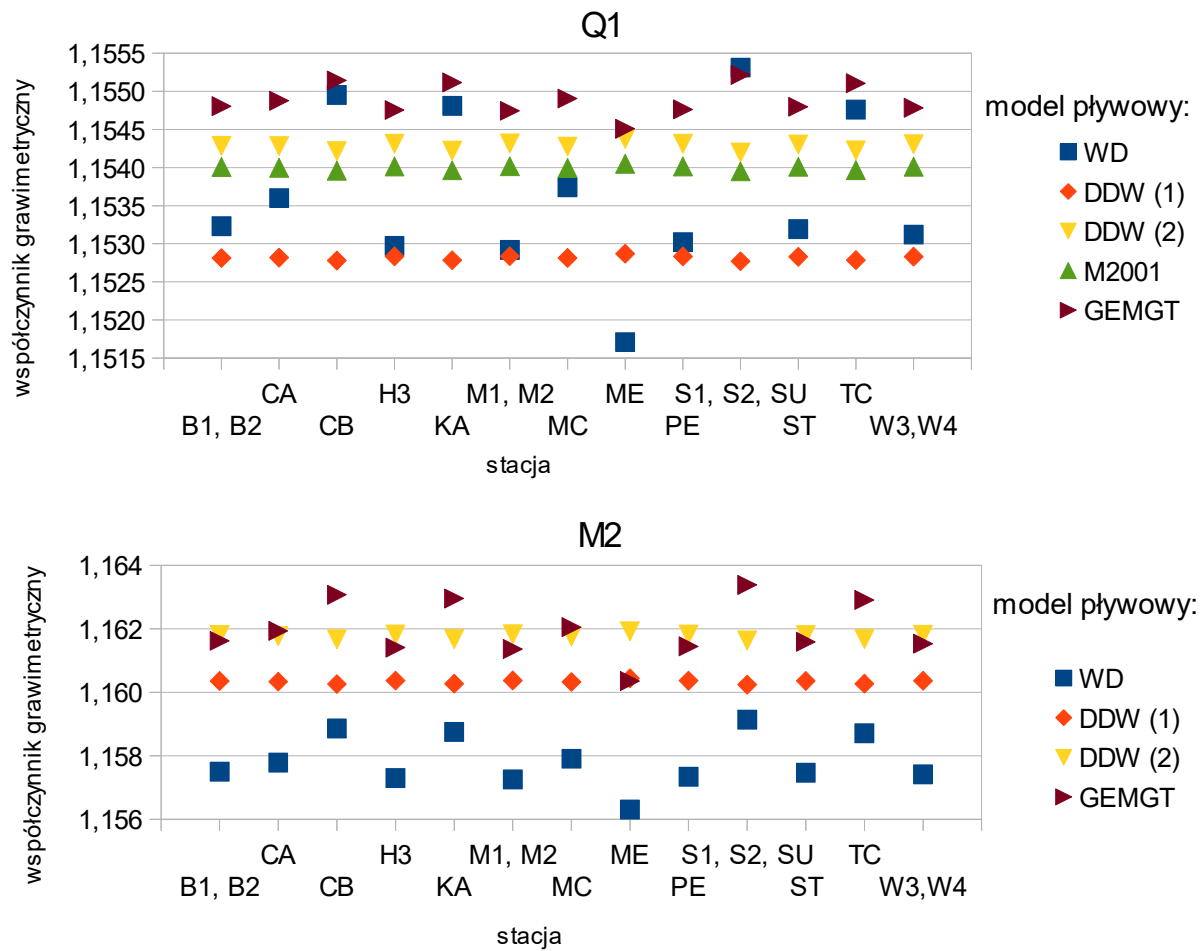 Q1
współczynnik grawimetryczny
1,1555
1,1550
1,1545
1,1540
1,1535
1,1530
1,1525
1,1520
1,1515
CA H3 M1, M2 ME S1, S2, SU TC
B1, B2 CB KA MC PE ST W3,W4
stacja
model pływowy:
WD
DDW (1)
DDW (2)
M2001
GEMGT
M2
współczynnik grawimetryczny
1,164
1,162
1,160
1,158
1,156
CA H3 M1, M2 ME S1, S2, SU TC
B1, B2 CB KA MC PE ST W3,W4
stacja
model pływowy:
WD
DDW (1)
DDW (2)
GEMGT